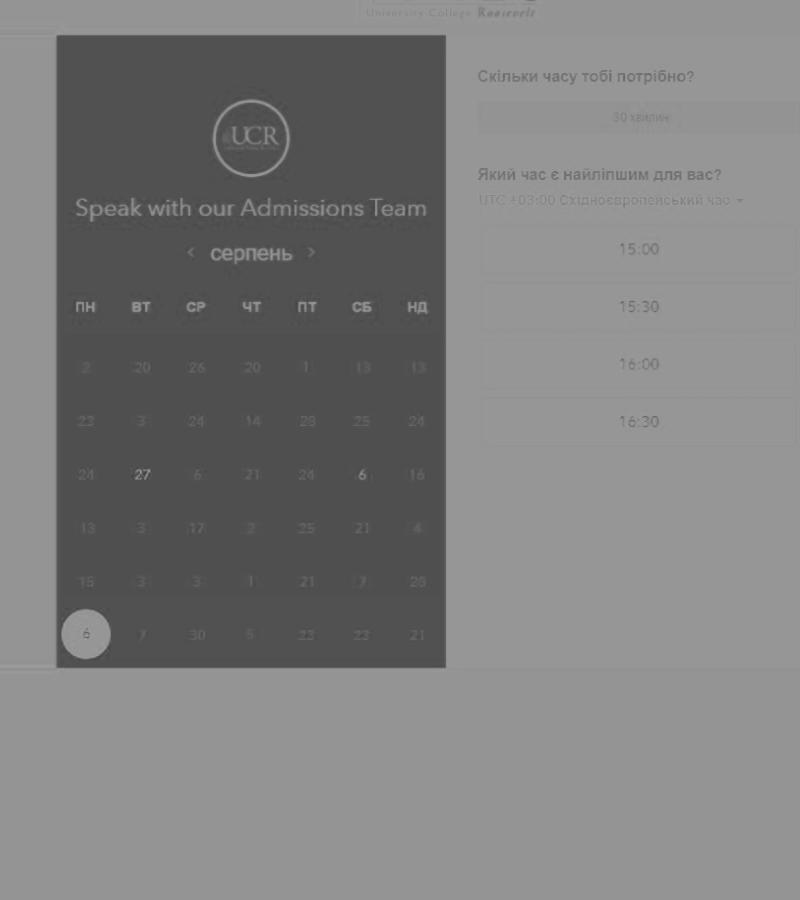 University College Roosevelt
UCR
Speak with our Admissions Team
< серпень >
ПН ВТ СР ЧТ ПТ СБ НД
2 20 26 20 1 13 13
23 3 24 14 28 25 24
24 27 6 21 24 6 16
13 3 17 2 25 21 4
15 3 3 1 21 7 28
6 7 30 5 23 23 21
Скільки часу тобі потрібно?
30 хвилин
Який час є найліпшим для вас?
UTC +03:00 Східноєвропейський час
15:00
15:30
16:00
16:30